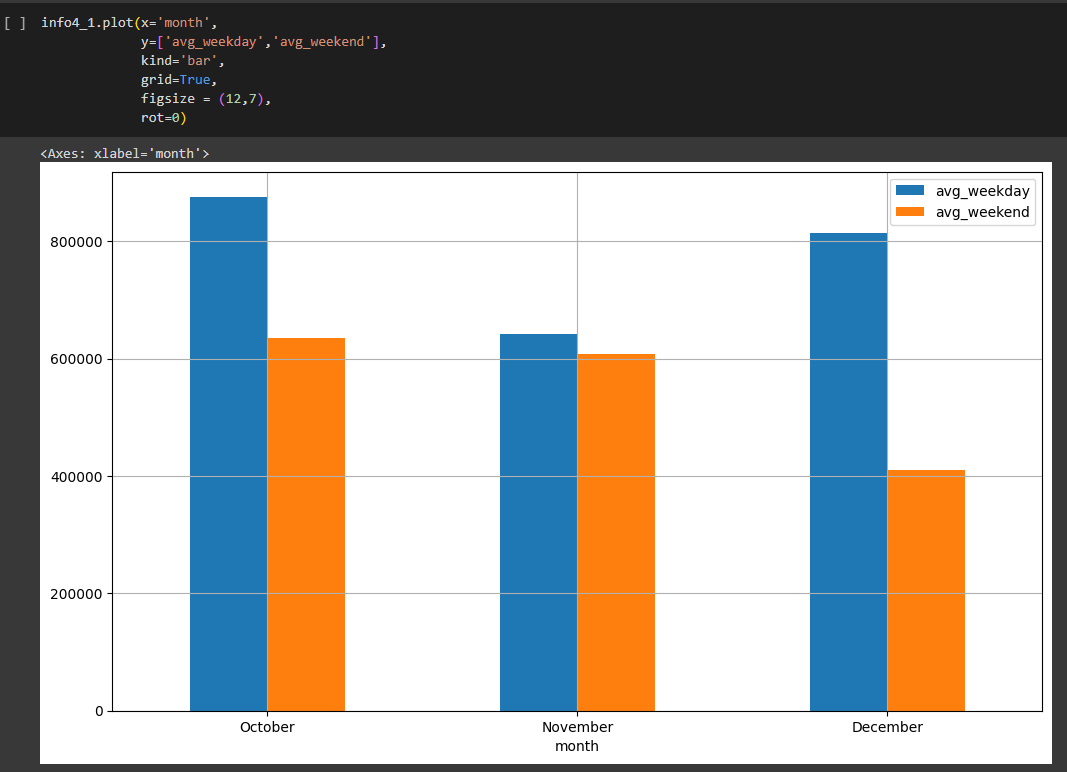 [ ] info4_1.plot(x='month',
y=['avg_weekday','avg_weekend'],
kind='bar',
grid=True,
figsize = (12,7),
rot=0)
<Axes: xlabel='month'>
avg_weekday
avg_weekend
800000
600000
400000
200000
0
October November December
month